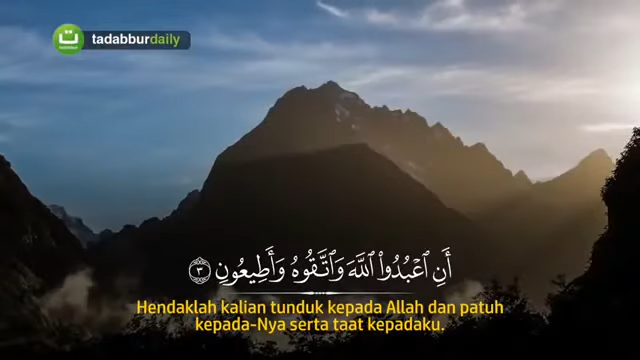 tadabburdaily
أَنِ ٱعْبُدُوا۟ ٱللَّهَ وَٱتَّقُوهُ وَأَطِيعُونِ ٣
Hendaklah kalian tunduk kepada Allah dan patuh
kepada-Nya serta taat kepadaku.